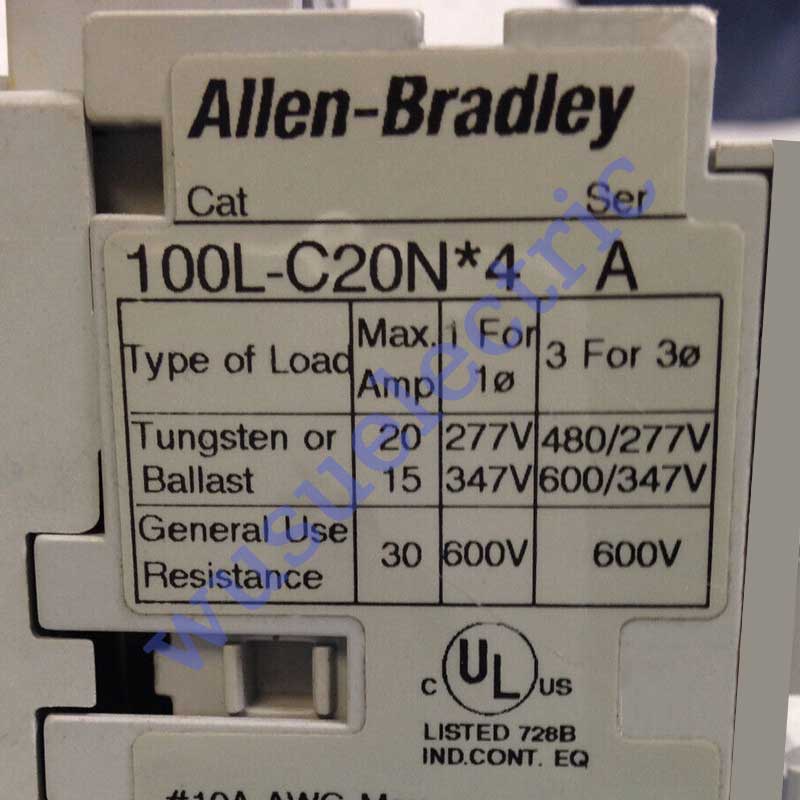 Allen-Bradley
Cat Ser
100L-C20N*4 A
Type of Load Max. Amp 1 For 1ø 3 For 3ø
Tungsten or Ballast 20 277V 480/277V
15 347V 600/347V
General Use Resistance 30 600V 600V
C UL US
LISTED 728B
IND.CONT. EQ
#10A AWG
wusuelectric